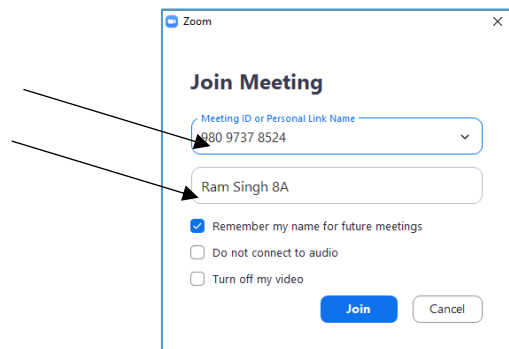 Zoom
Join Meeting
Meeting ID or Personal Link Name
980 9737 8524
Ram Singh 8A
Remember my name for future meetings
Do not connect to audio
Turn off my video
Join Cancel